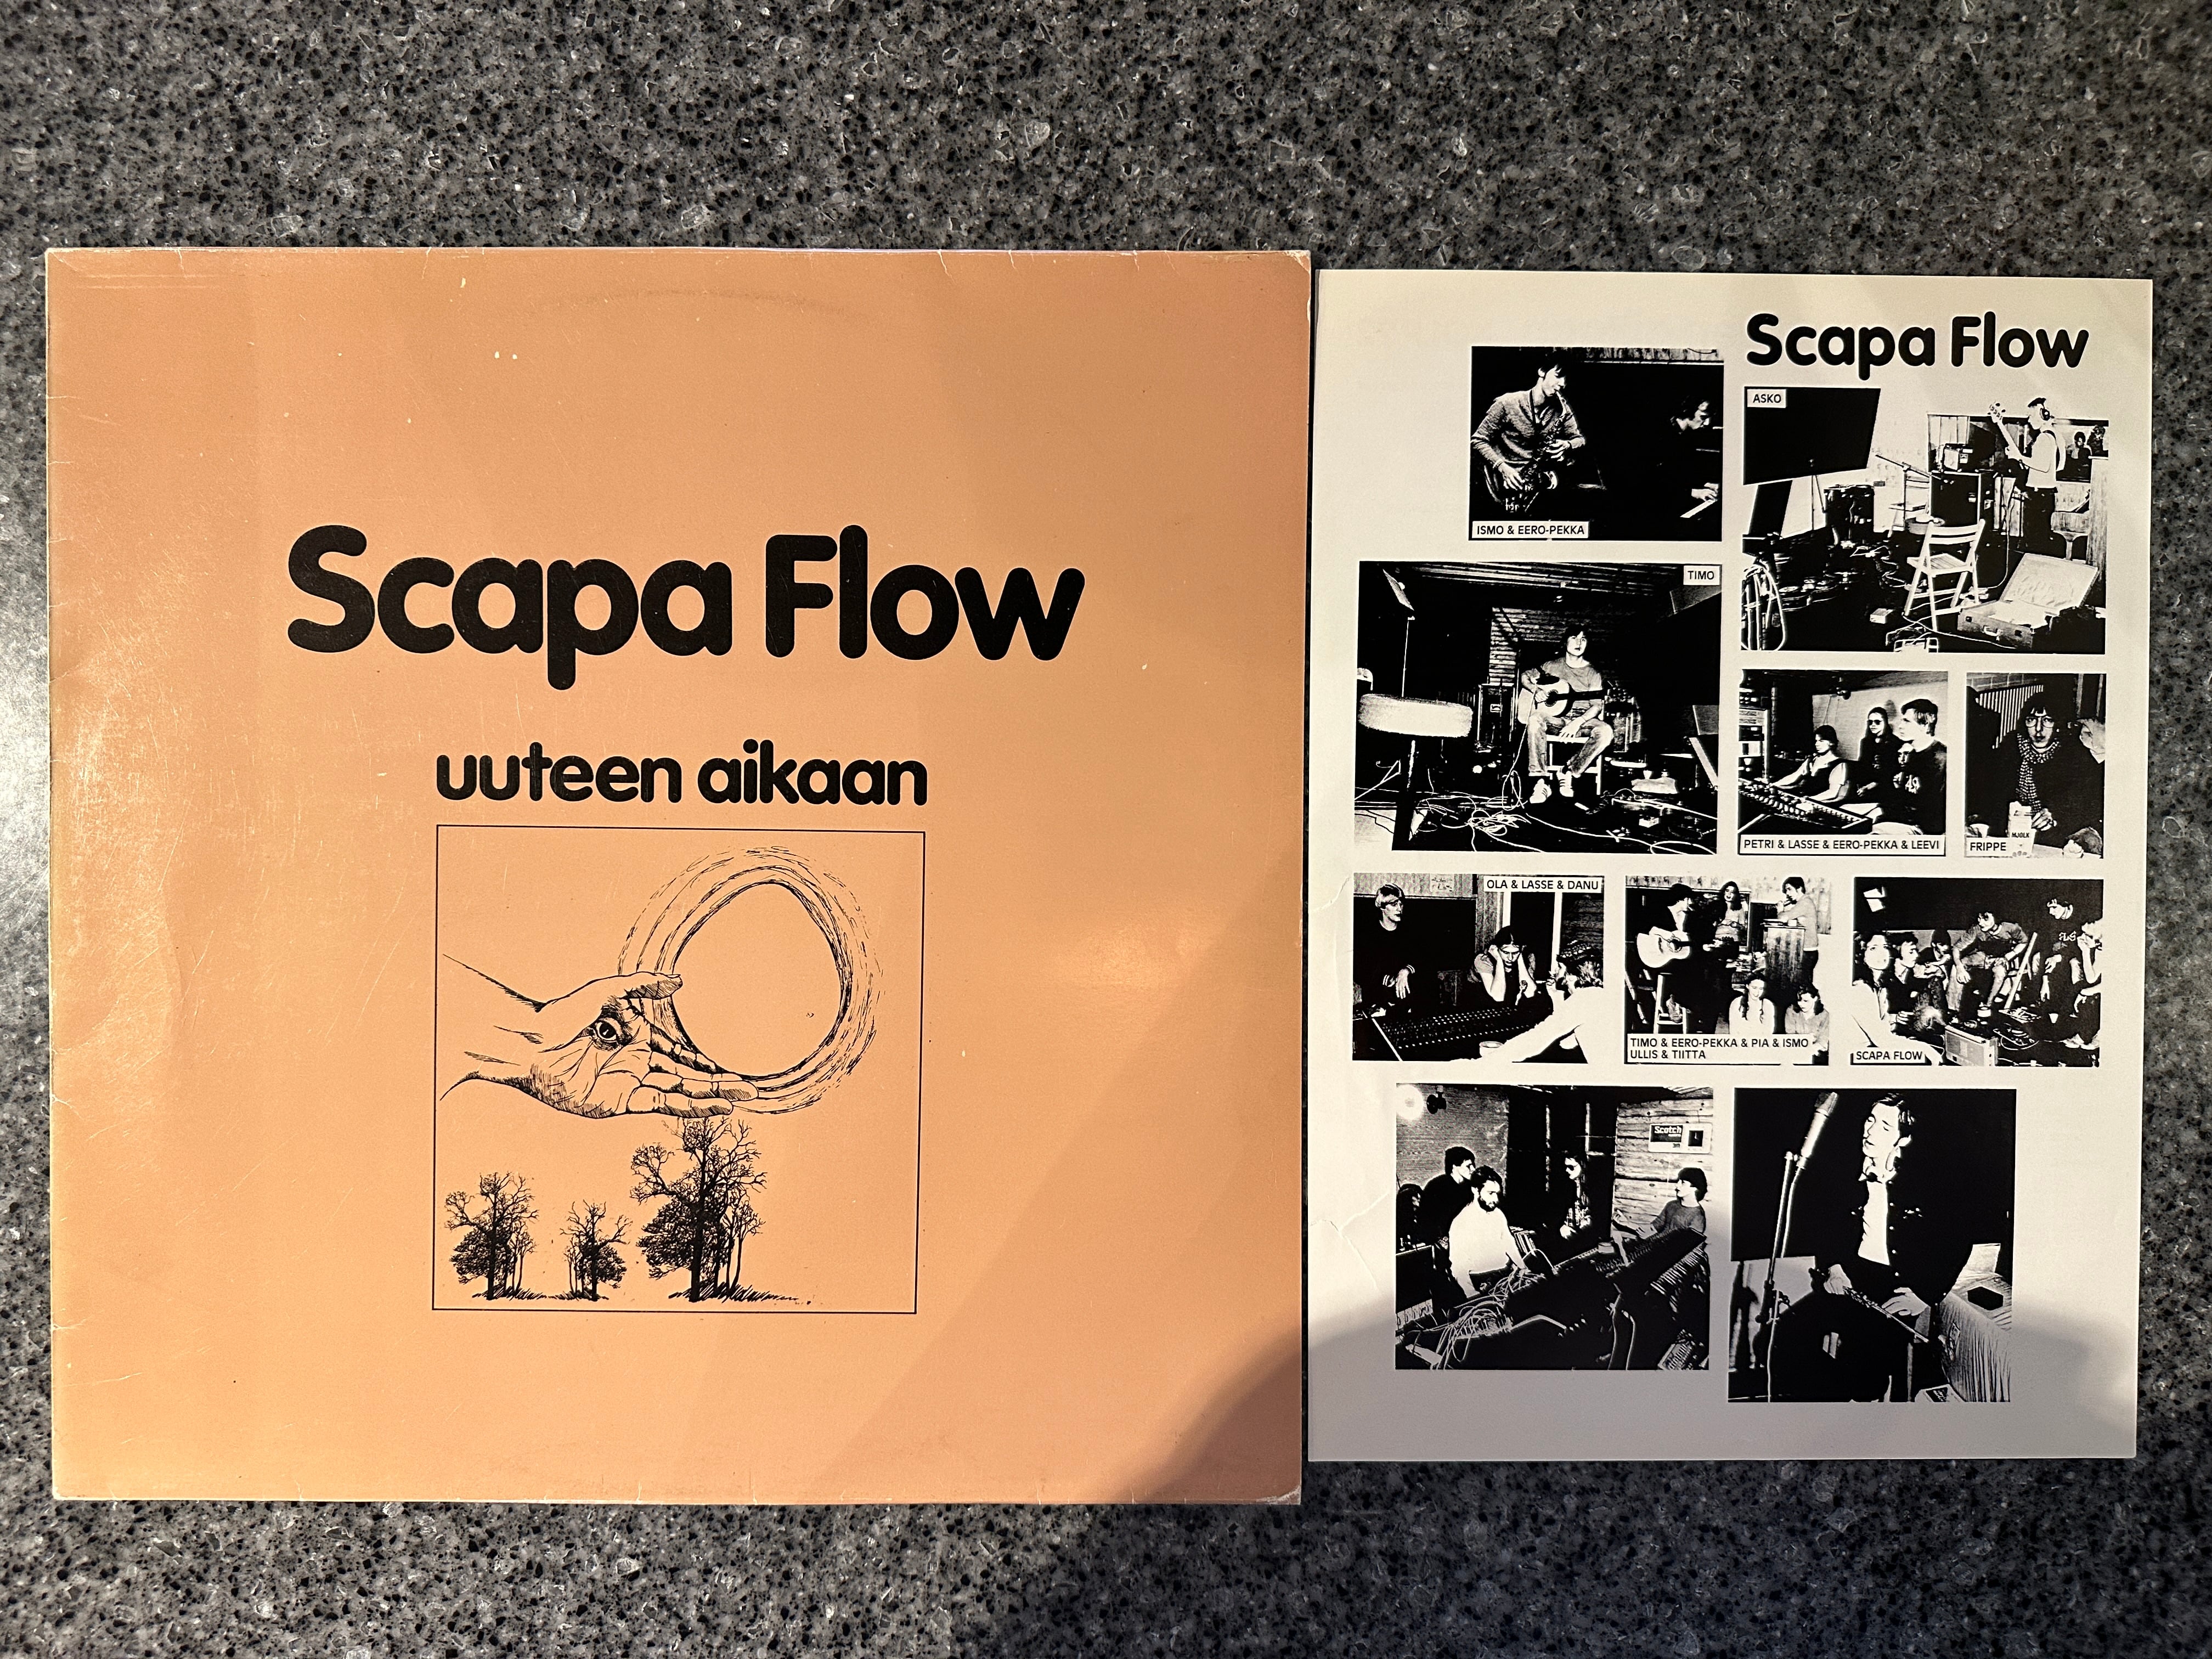 Scapa Flow
uuteen aikaan
Scapa Flow
ISMO & EERO-PEKKA
ASKO
TIMO
PETRI & LASSE & EERO-PEKKA & LEEVI
MJÖLK
FRIPPE
OLA & LASSE & DANU
TIMO & EERO-PEKKA & PIA & ISMO
ULLIS & TIITTA
SCAPA FLOW
Scotch